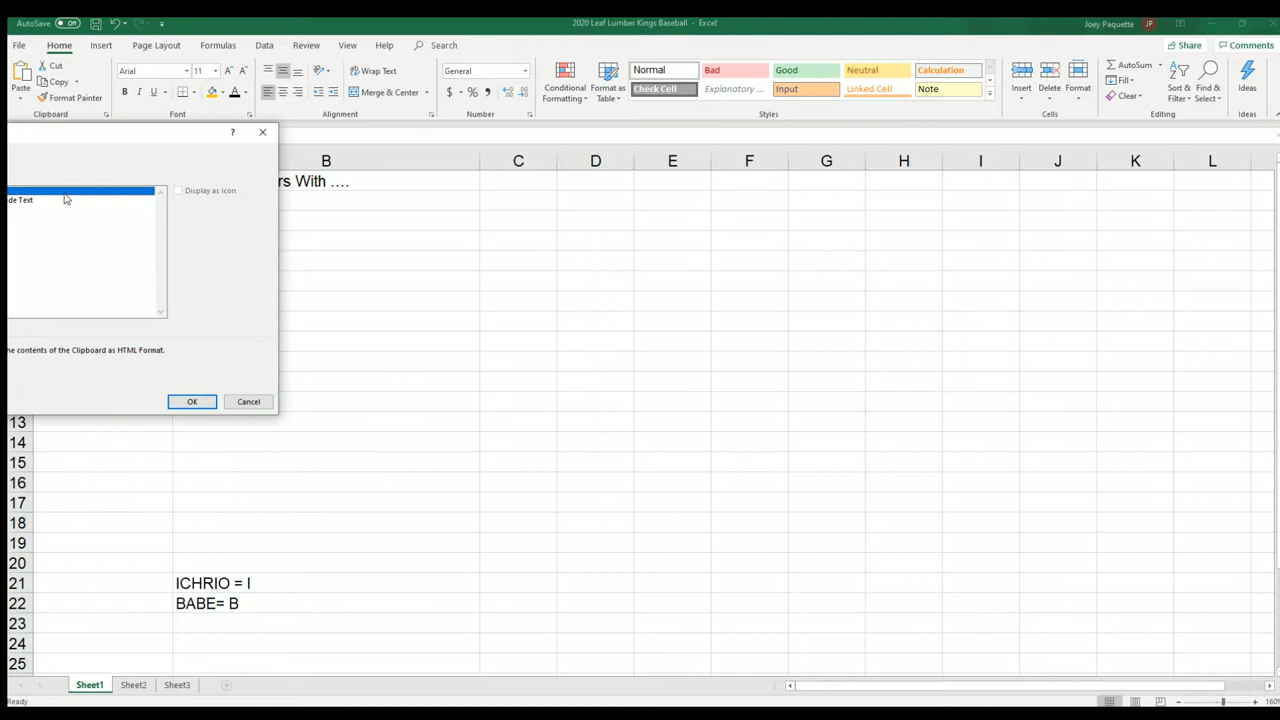 AutoSave Off 2020 Leaf Lumber Kings Baseball - Excel Joey Paquette JP
File Home Insert Page Layout Formulas Data Review View Help Search Share Comments
Paste Cut Copy Format Painter
Arial 11 A A Wrap Text General
B I U A Merge & Center $ % 9
Conditional Formatting Format as Table
Normal Bad Good Neutral Calculation
Check Cell Explanatory ... Input Linked Cell Note
Insert Delete Format
AutoSum Fill Clear Sort & Filter Find & Select Ideas
Clipboard Font Alignment Number Styles Cells Editing Ideas
? ×
B C D E F G H I J K L
rs With ....
Display as icon
de Text
he contents of the Clipboard as HTML Format.
OK Cancel
13
14
15
16
17
18
19
20
21 ICHRIO = I
22 BABE= B
23
24
25
Sheet1 Sheet2 Sheet3
Ready 160%